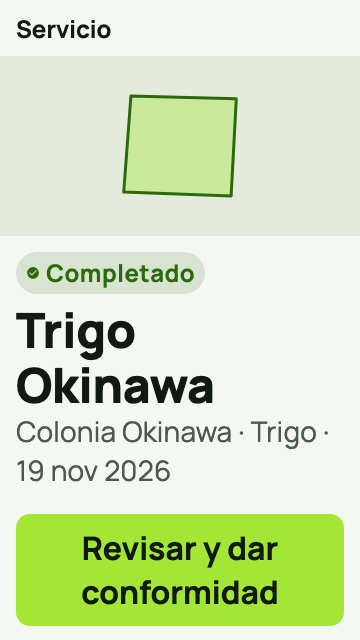 Servicio
Completado
Trigo
Okinawa
Colonia Okinawa · Trigo ·
19 nov 2026
Revisar y dar
conformidad